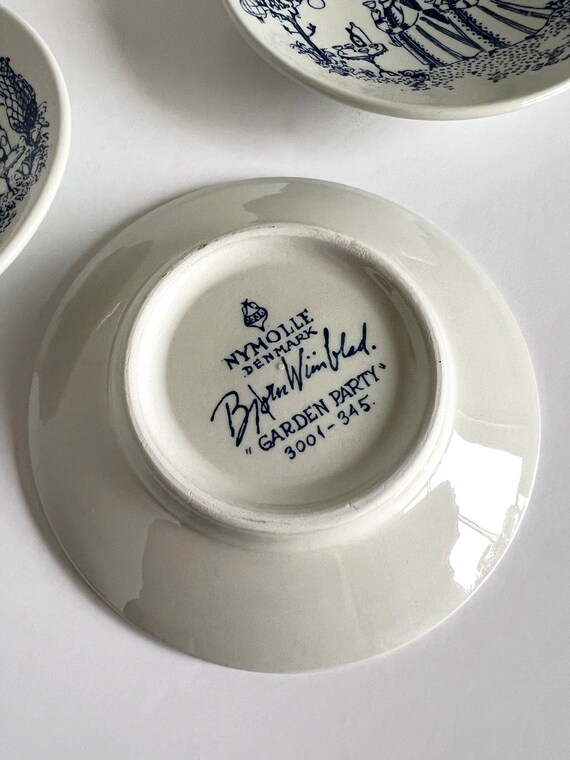 NYMOLLE
DENMARK
Bjørn Wiinblad.
"GARDEN PARTY"
3001-345.